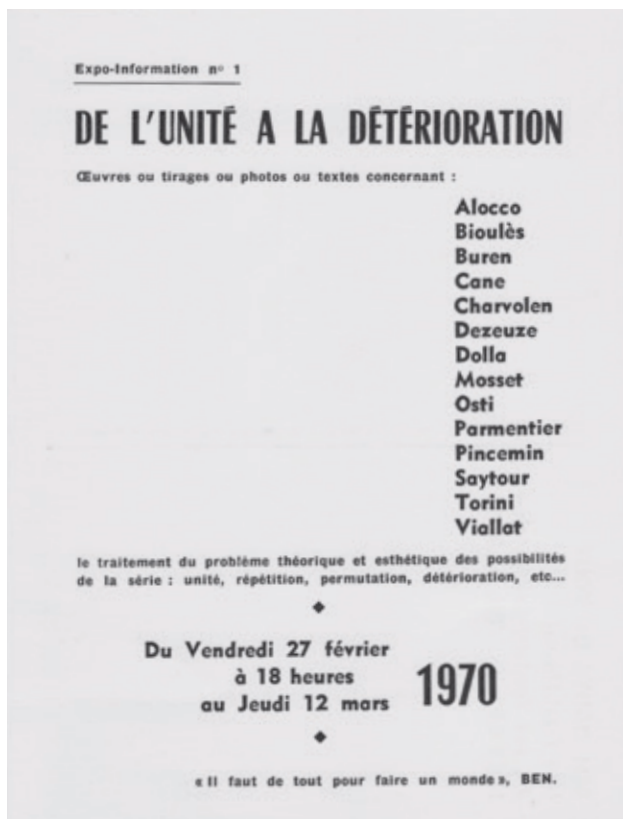 Expo-Information nº 1
DE L'UNITÉ A LA DÉTÉRIORATION
Œuvres ou tirages ou photos ou textes concernant :
Alocco
Bioulès
Buren
Cane
Charvolen
Dezeuze
Dolla
Mosset
Osti
Parmentier
Pincemin
Saytour
Torini
Viallat
le traitement du problème théorique et esthétique des possibilités
de la série : unité, répétition, permutation, détérioration, etc...
Du Vendredi 27 février
à 18 heures
au Jeudi 12 mars
1970
« Il faut de tout pour faire un monde », BEN.